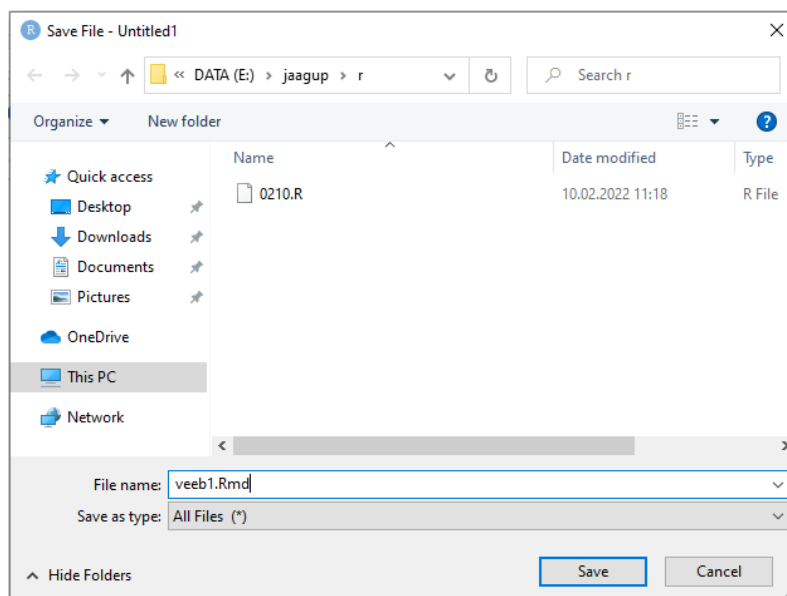 R Save File - Untitled1
« DATA (E:) › jaagup › r
Search r
Organize
New folder
?
Name
Date modified
Type
Quick access
Desktop
Downloads
Documents
Pictures
OneDrive
This PC
Network
0210.R
10.02.2022 11:18
R File
File name: veeb1.Rmd
Save as type: All Files (*)
Hide Folders
Save
Cancel